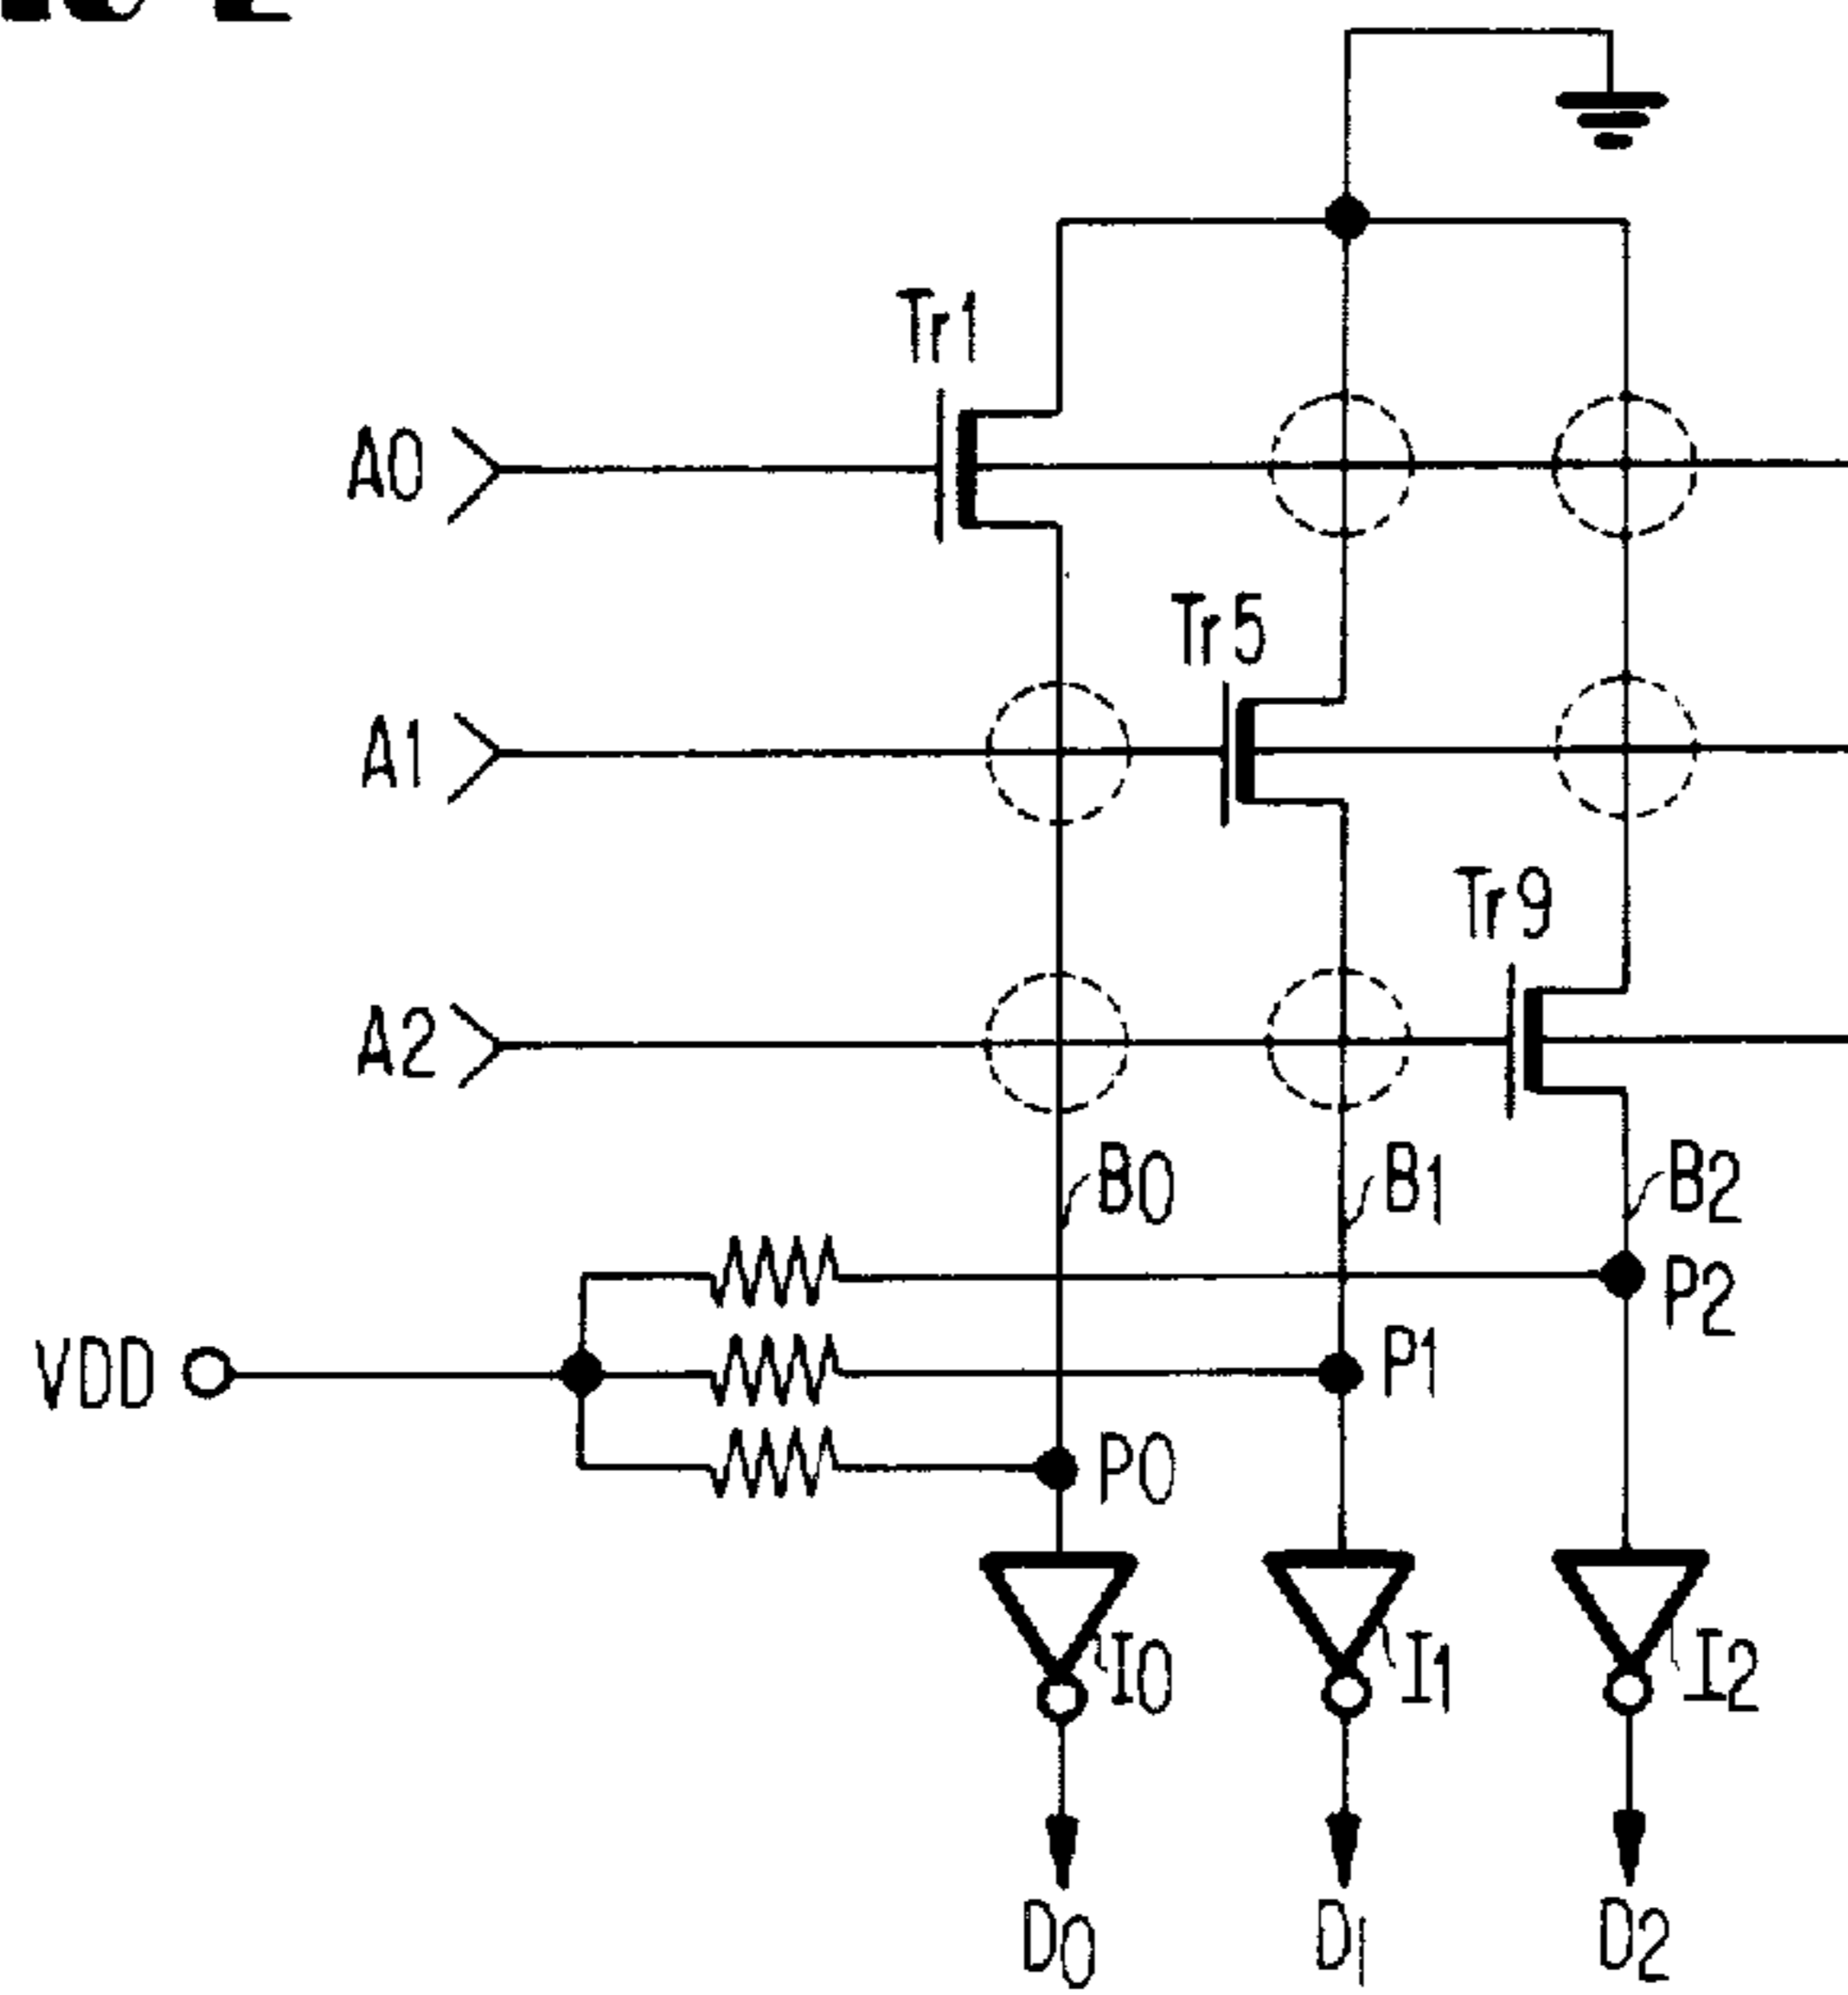 Tr1
A0
Tr5
A1
Tr9
A2
B0 B1 B2
P2
VDD P1
P0
I0 I1 I2
D0 D1 D2